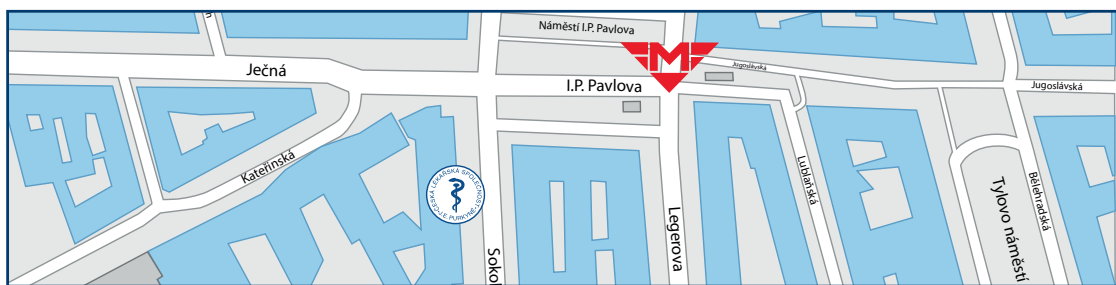 Náměstí I.P. Pavlova
M
Jugoslávská
Ječná
I.P. Pavlova
Jugoslávská
Kateřinská
Lublaňská
Bělehradská
ČESKÁ LÉKAŘSKÁ SPOLEČNOST
J. E. PURKYNĚ
Tylovo náměstí
Legerova
Sokol